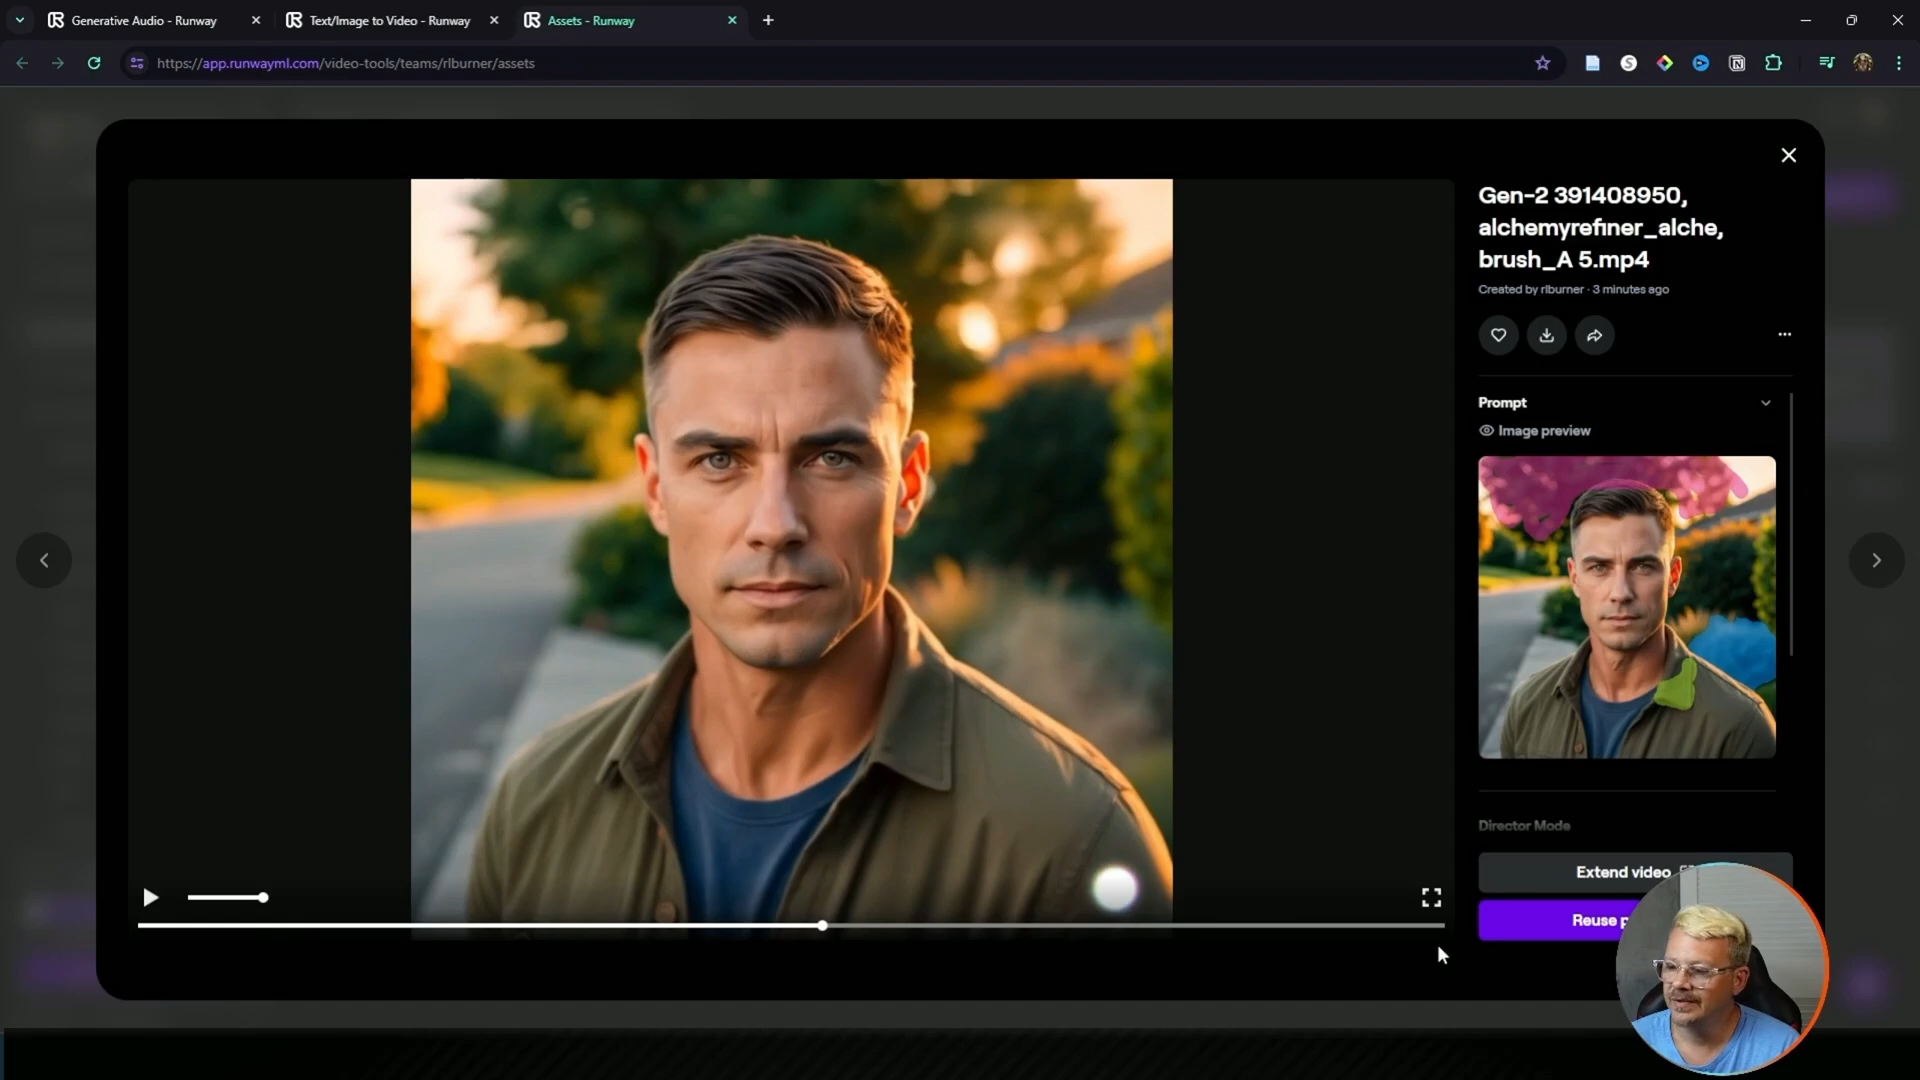 Generative Audio - Runway
Text/Image to Video - Runway
Assets - Runway
https://app.runwayml.com/video-tools/teams/rlburner/assets
Gen-2 391408950,
alchemyrefiner_alche,
brush_A 5.mp4
Created by rlburner · 3 minutes ago
Prompt
Image preview
Director Mode
Extend video
Reuse